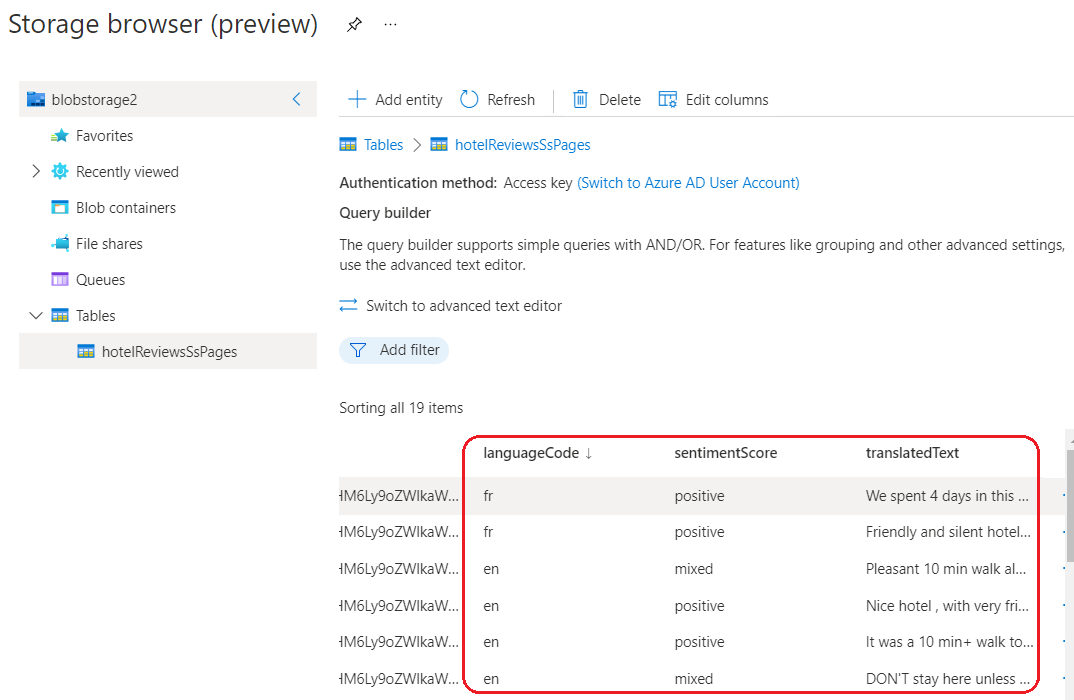 Storage browser (preview)
...
blobstorage2
Favorites
Recently viewed
Blob containers
File shares
Queues
Tables
hotelReviewsSsPages
Add entity Refresh Delete Edit columns
Tables hotelReviewsSsPages
Authentication method: Access key (Switch to Azure AD User Account)
Query builder
The query builder supports simple queries with AND/OR. For features like grouping and other advanced settings,
use the advanced text editor.
Switch to advanced text editor
Add filter
Sorting all 19 items
languageCode ↓ sentimentScore translatedText
HM6Ly9oZWlkaW... fr positive We spent 4 days in this ...
HM6Ly9oZWlkaW... fr positive Friendly and silent hotel...
HM6Ly9oZWlkaW... en mixed Pleasant 10 min walk al...
HM6Ly9oZWlkaW... en positive Nice hotel , with very fri...
HM6Ly9oZWlkaW... en positive It was a 10 min+ walk to...
HM6Ly9oZWlkaW... en mixed DON'T stay here unless ...